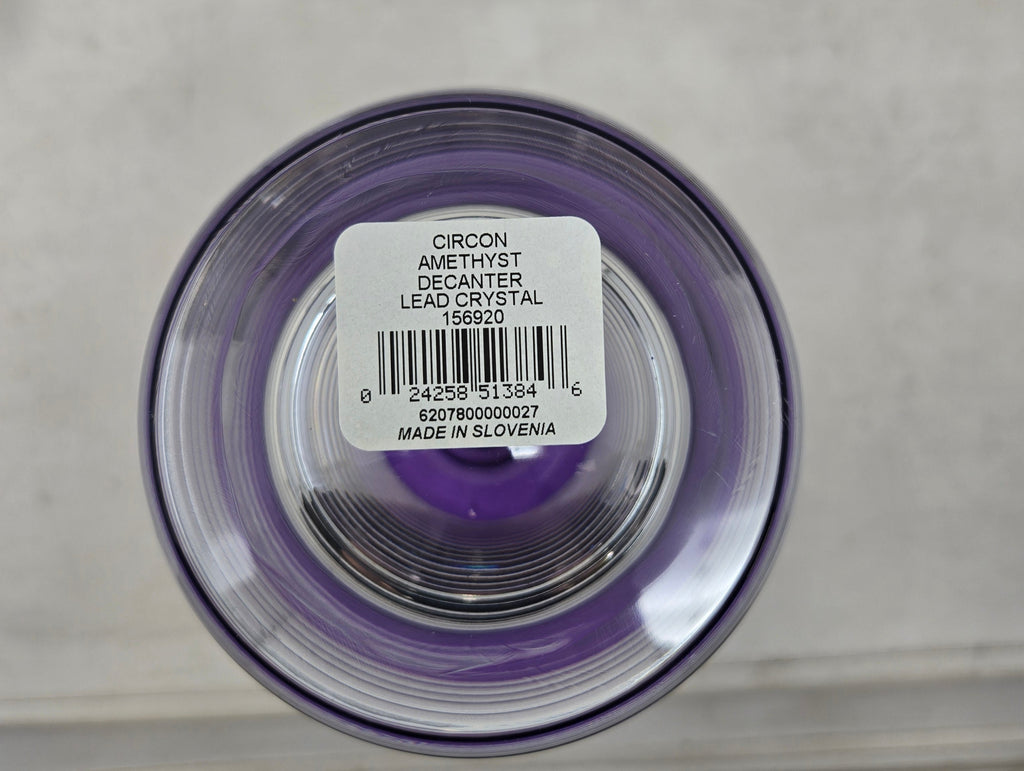 CIRCON
AMETHYST
DECANTER
LEAD CRYSTAL
156920
0 24258 51384 6
6207800000027
MADE IN SLOVENIA